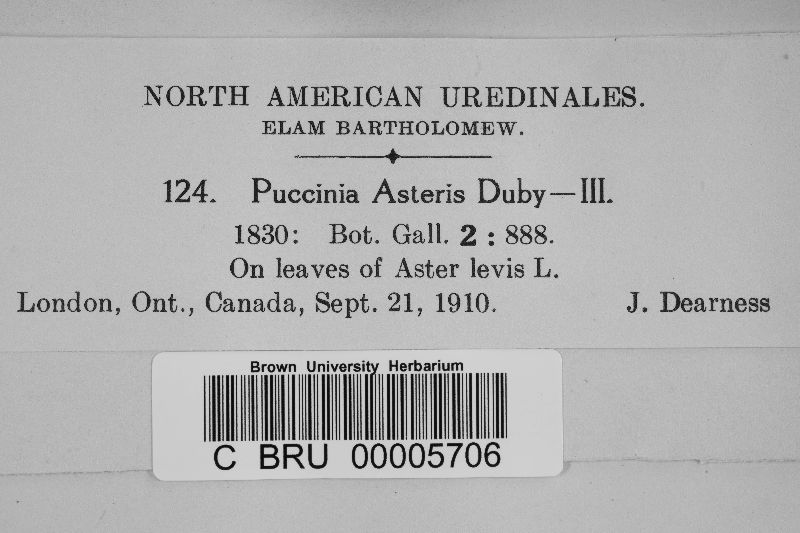 NORTH AMERICAN UREDINALES.
ELAM BARTHOLOMEW.
124. Puccinia Asteris Duby—III.
1830: Bot. Gall. 2 : 888.
On leaves of Aster levis L.
London, Ont., Canada, Sept. 21, 1910. J. Dearness
Brown University Herbarium
C BRU 00005706